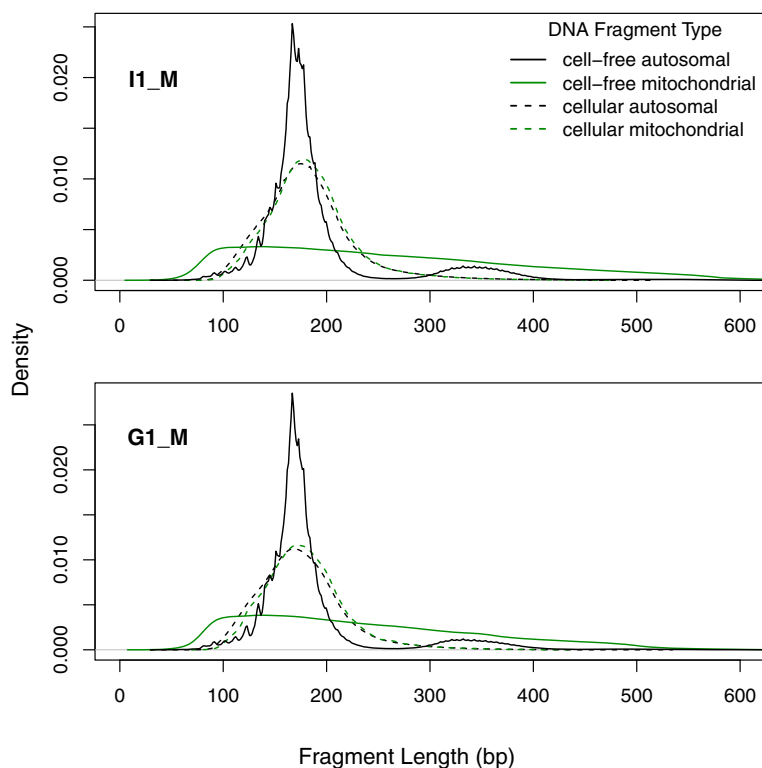 DNA Fragment Type
cell-free autosomal
cell-free mitochondrial
cellular autosomal
cellular mitochondrial
I1_M
0.020
0.010
0.000
0 100 200 300 400 500 600
Density
G1_M
0.020
0.010
0.000
0 100 200 300 400 500 600
Fragment Length (bp)